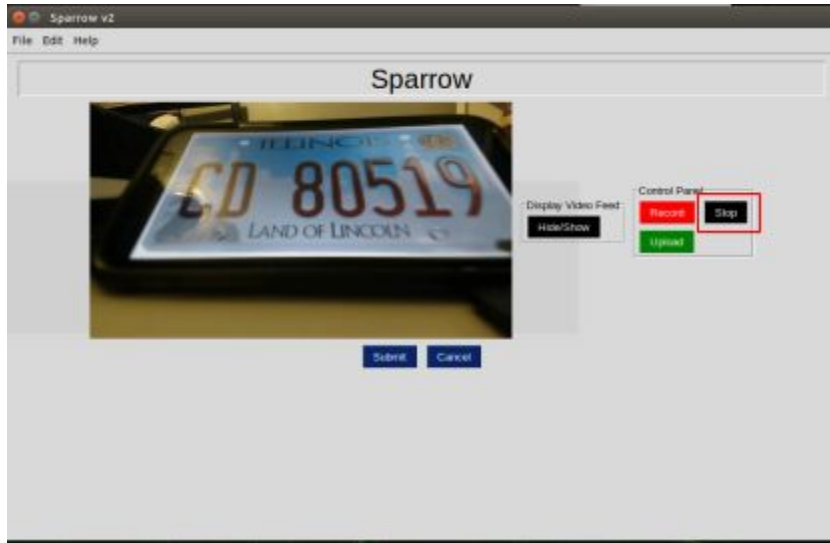 Sparrow v2
File Edit Help
Sparrow
ILLINOIS
CD 80519
LAND OF LINCOLN
Display Video Feed
Hide/Show
Control Panel
Record Stop
Upload
Submit Cancel